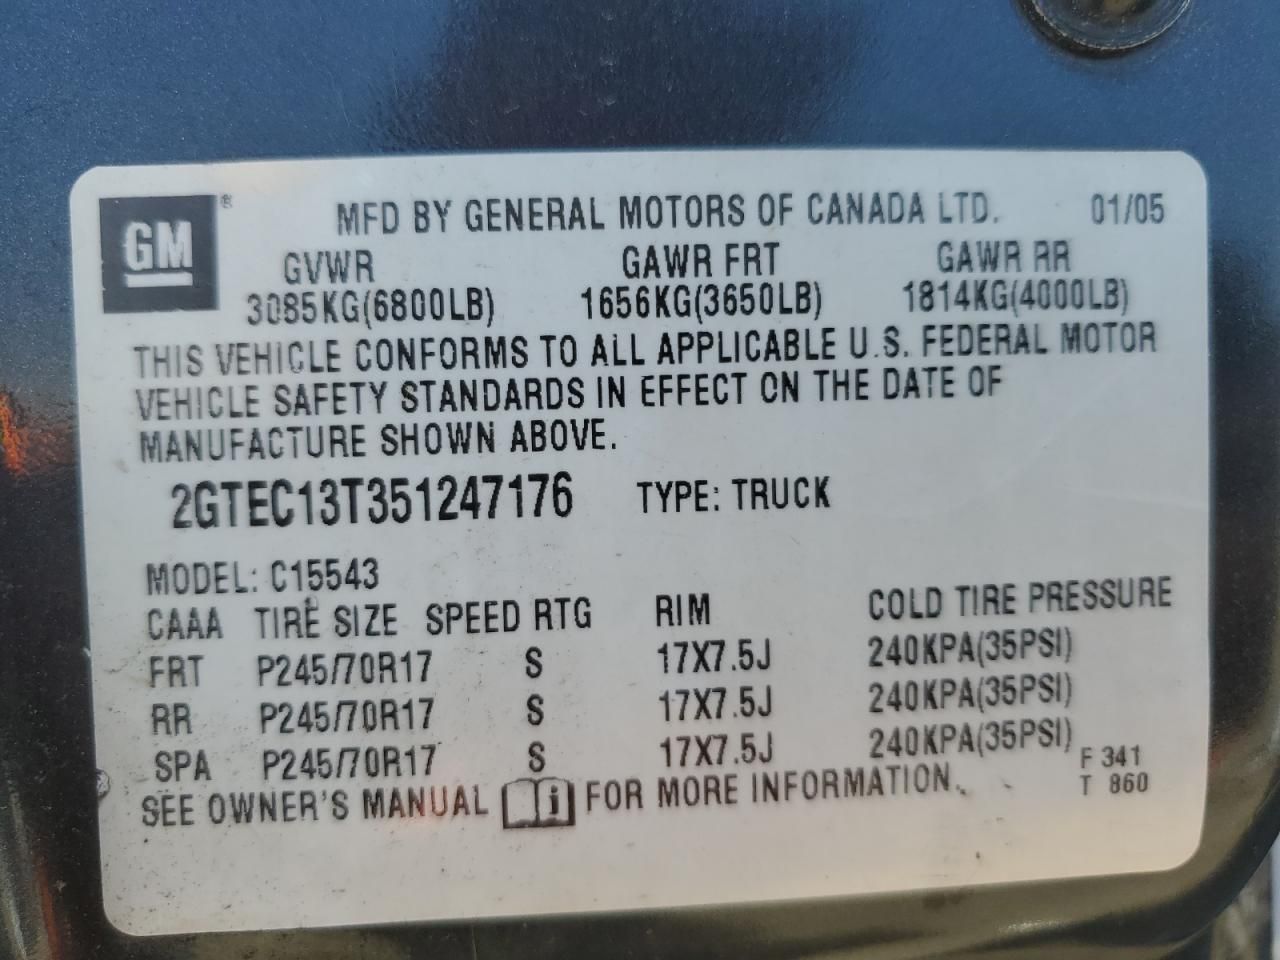 GM ® MFD BY GENERAL MOTORS OF CANADA LTD. 01/05
GVWR GAWR FRT GAWR RR
3085KG(6800LB) 1656KG(3650LB) 1814KG(4000LB)
THIS VEHICLE CONFORMS TO ALL APPLICABLE U.S. FEDERAL MOTOR
VEHICLE SAFETY STANDARDS IN EFFECT ON THE DATE OF
MANUFACTURE SHOWN ABOVE.
2GTEC13T351247176 TYPE: TRUCK
MODEL: C15543
CAAA TIRE SIZE SPEED RTG RIM COLD TIRE PRESSURE
FRT P245/70R17 S 17X7.5J 240KPA(35PSI)
RR P245/70R17 S 17X7.5J 240KPA(35PSI)
SPA P245/70R17 S 17X7.5J 240KPA(35PSI)
SEE OWNER'S MANUAL i FOR MORE INFORMATION.
F 341
T 860